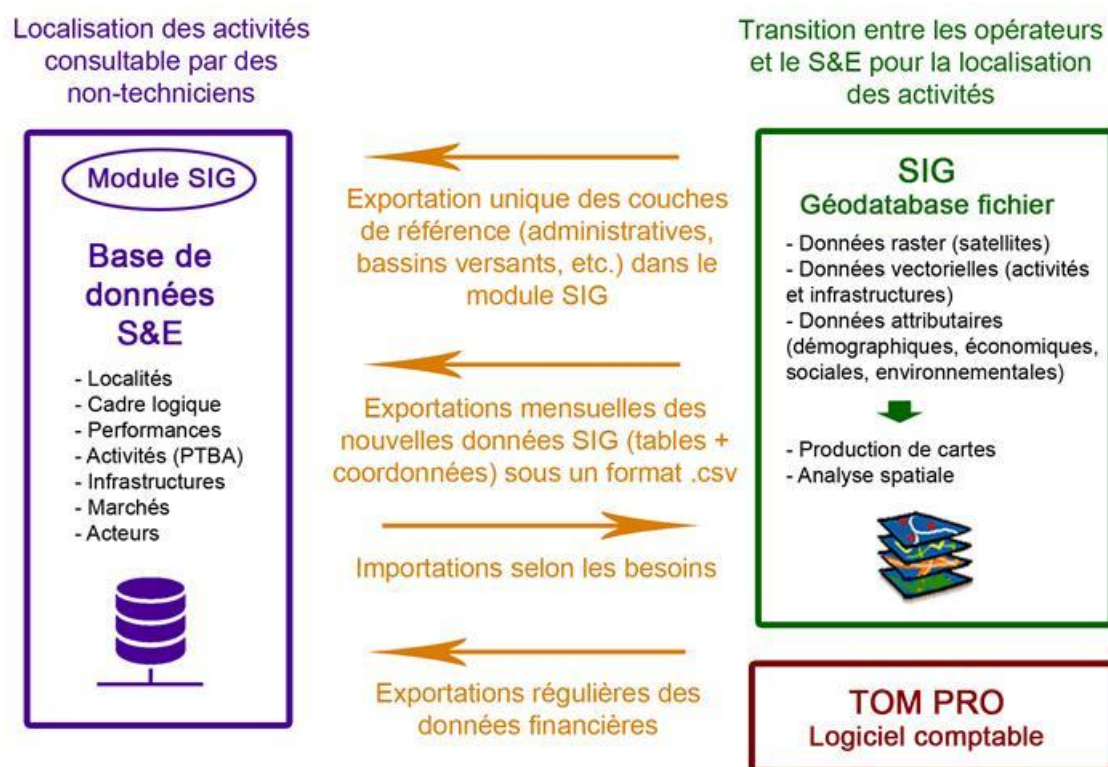 Localisation des activités
consultable par des
non-techniciens
Module SIG
Base de
données
S&E
- Localités
- Cadre logique
- Performances
- Activités (PTBA)
- Infrastructures
- Marchés
- Acteurs
Exportation unique des couches
de référence (administratives,
bassins versants, etc.) dans le
module SIG
Exportations mensuelles des
nouvelles données SIG (tables +
coordonnées) sous un format .csv
Importations selon les besoins
Exportations régulières des
données financières
Transition entre les opérateurs
et le S&E pour la localisation
des activités
SIG
Géodatabase fichier
- Données raster (satellites)
- Données vectorielles (activités
et infrastructures)
- Données attributaires
(démographiques, économiques,
sociales, environnementales)
- Production de cartes
- Analyse spatiale
TOM PRO
Logiciel comptable